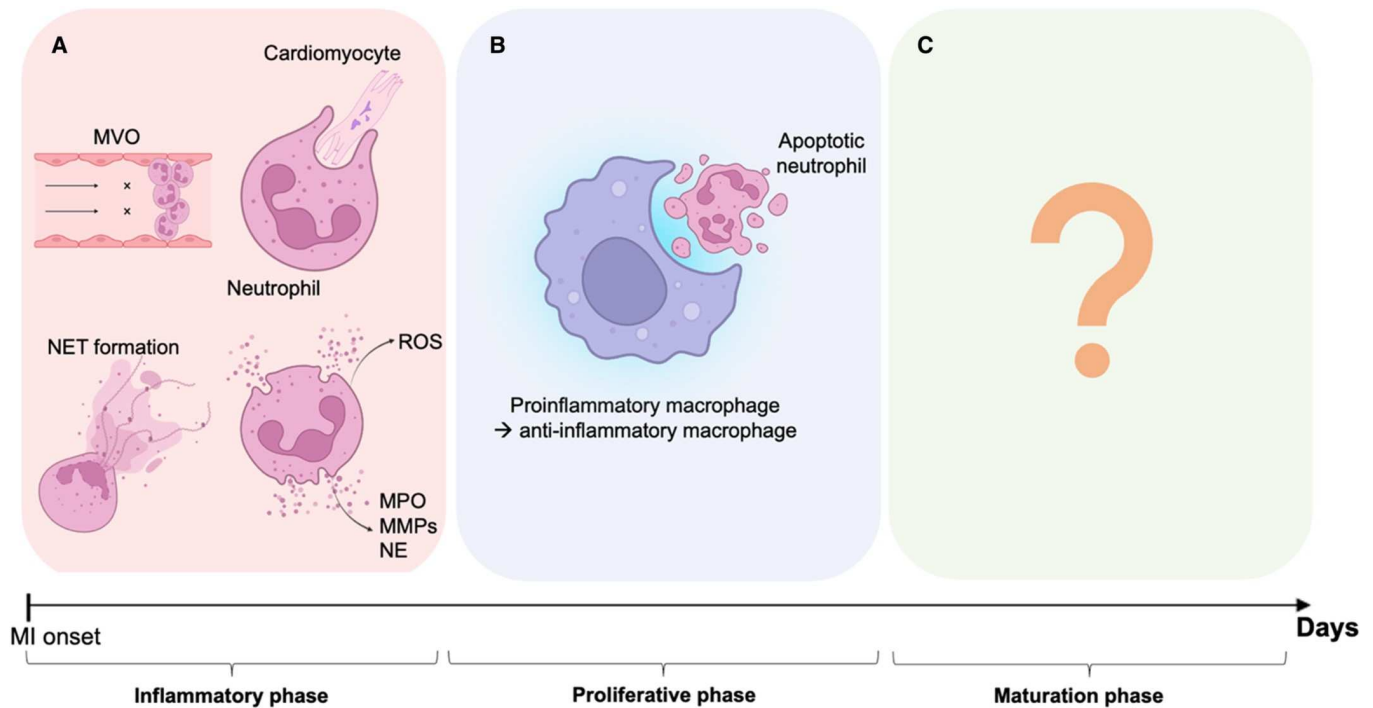 A
Cardiomyocyte
MVO
Neutrophil
NET formation
ROS
MPO
MMPs
NE
B
Apoptotic
neutrophil
Proinflammatory macrophage
→ anti-inflammatory macrophage
C
?
MI onset
Days
Inflammatory phase
Proliferative phase
Maturation phase